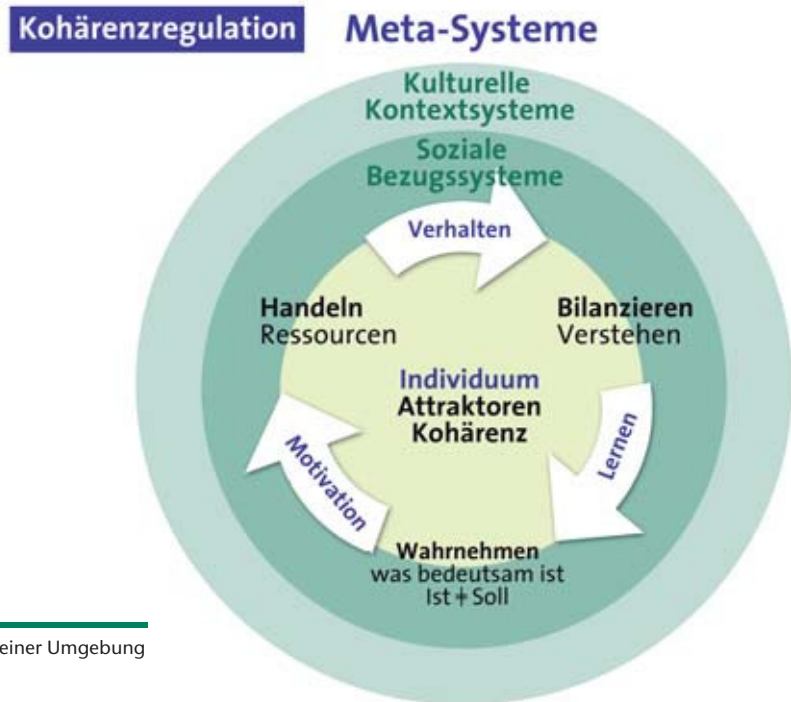 Kohärenzregulation
Meta-Systeme
Kulturelle
Kontextsysteme
Soziale
Bezugssysteme
Verhalten
Handeln
Ressourcen
Bilanzieren
Verstehen
Individuum
Attraktoren
Kohärenz
Motivation
Lernen
Wahrnehmen
was bedeutsam ist
Ist ≠ Soll
einer Umgebung